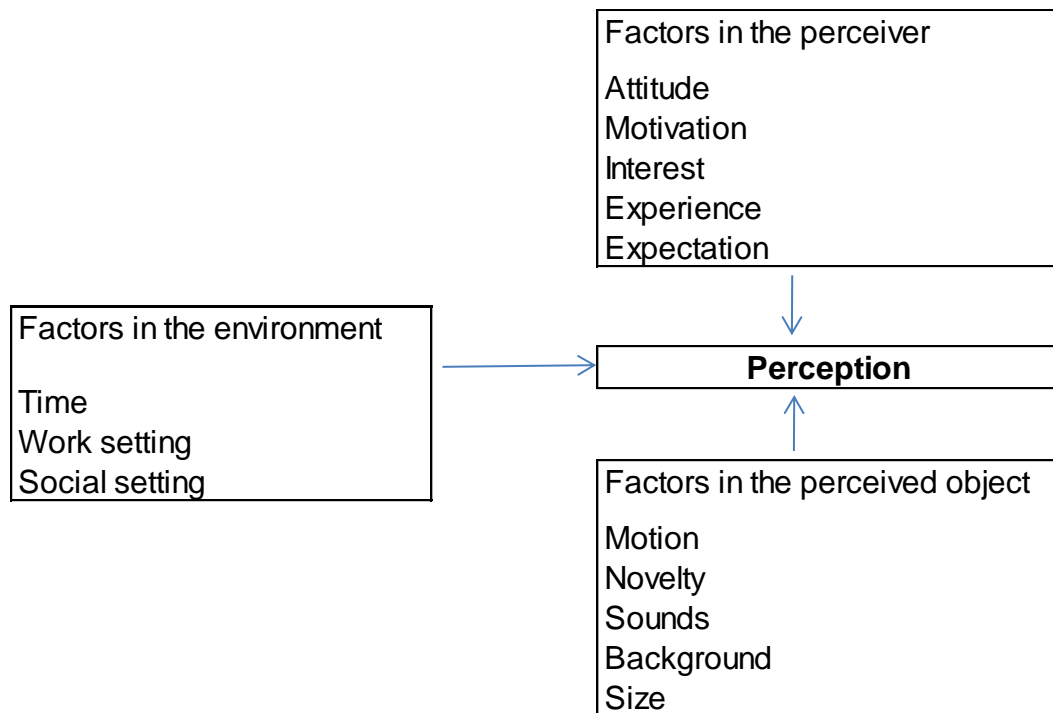 Factors in the perceiver
Attitude
Motivation
Interest
Experience
Expectation
Factors in the environment
Time
Work setting
Social setting
Perception
Factors in the perceived object
Motion
Novelty
Sounds
Background
Size